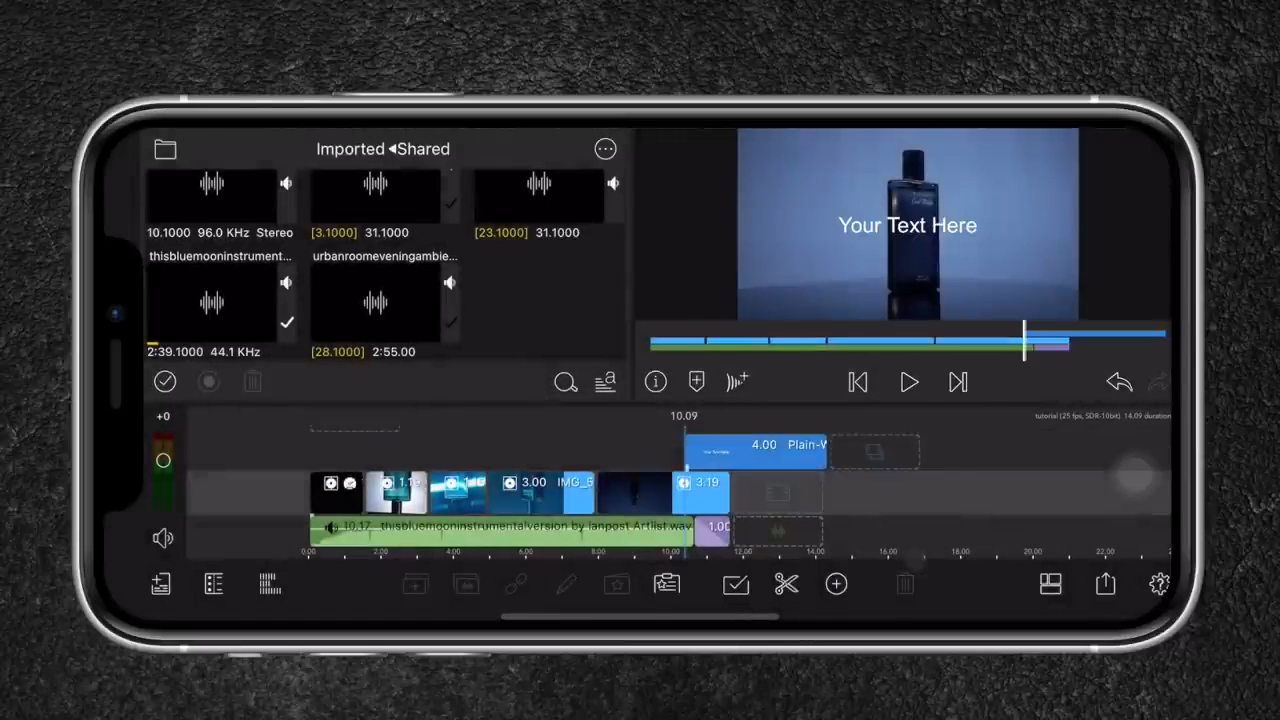 Imported ◂Shared
10.1000 96.0 KHz Stereo
[3.1000] 31.1000
[23.1000] 31.1000
thisbluemooninstrument...
urbanroomeveningambie...
2:39.1000 44.1 KHz
[28.1000] 2:55.00
Your Text Here
+0
10.09
tutorial (25 fps, SDR-10bit) 14.09 duration
4.00 Plain-W
1.19
3.00 IMG_5
3.19
10.17 thisbluemooninstrumentalversion by Ianpost Artlist.wav
1.00
0.00 2.00 4.00 6.00 8.00 10.00 12.00 14.00 16.00 18.00 20.00 22.00